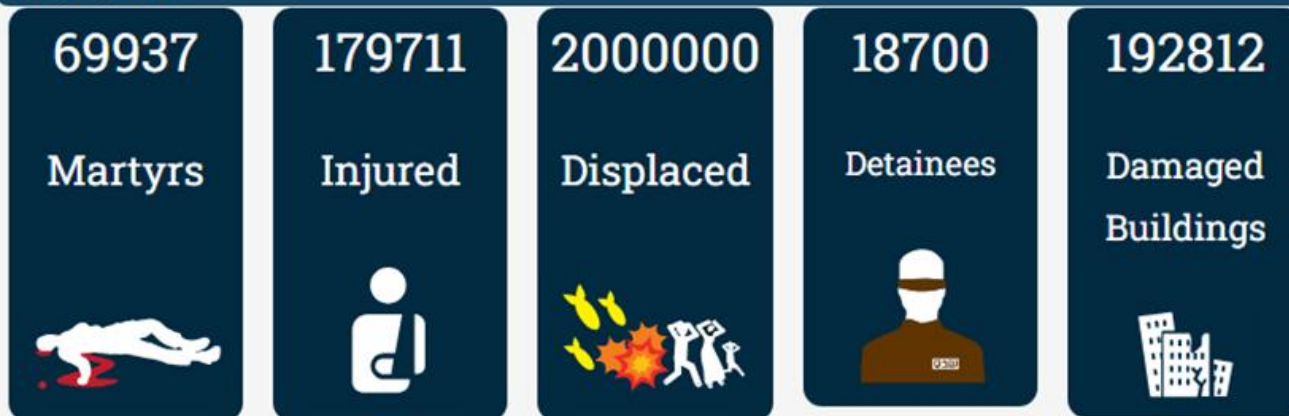 69937
Martyrs
179711
Injured
2000000
Displaced
18700
Detainees
192812
Damaged
Buildings